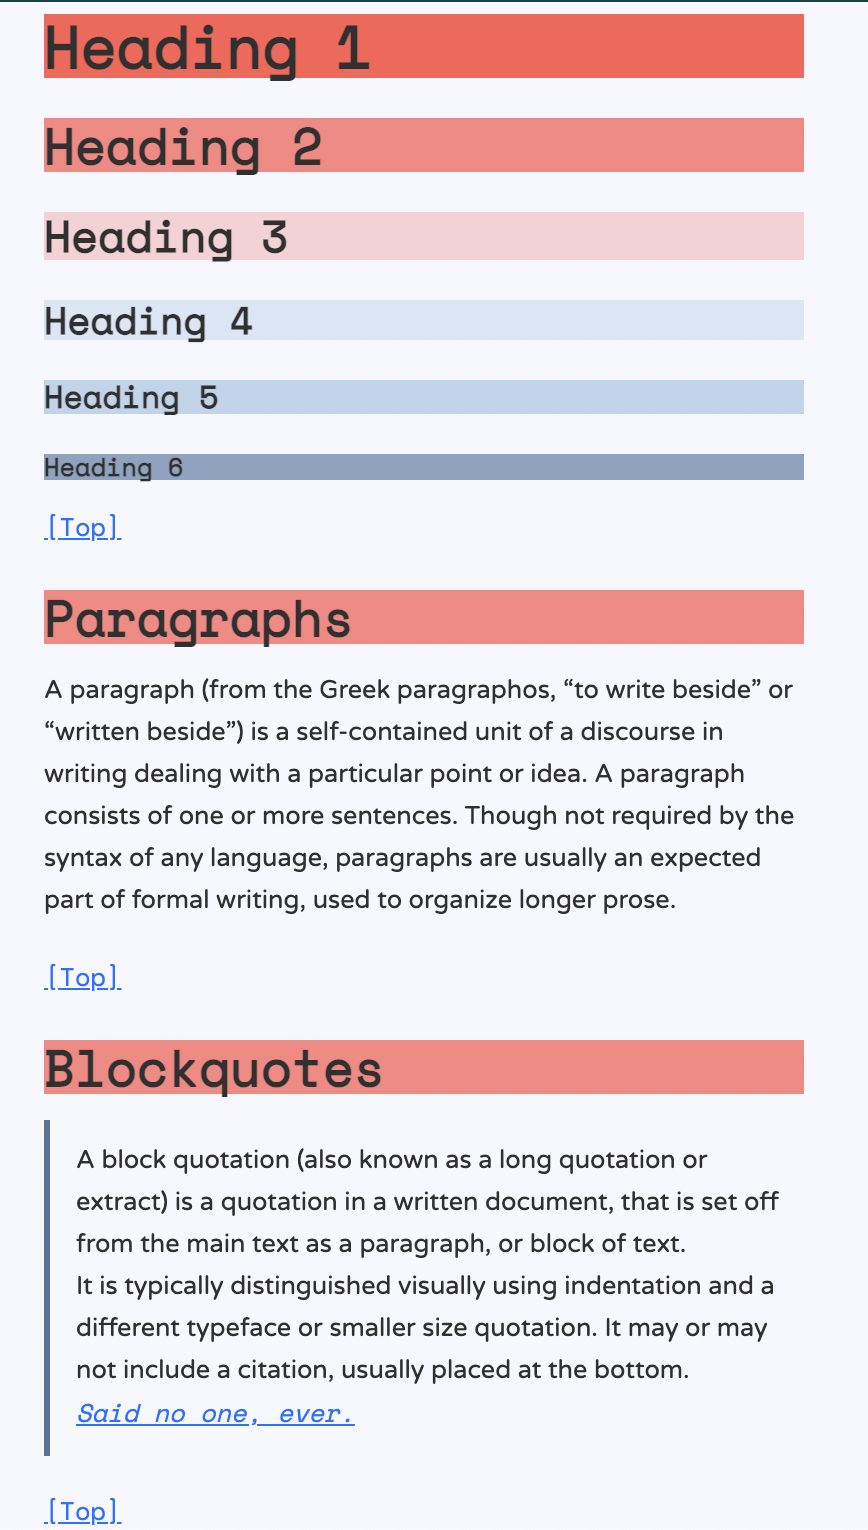 Heading 1
Heading 2
Heading 3
Heading 4
Heading 5
Heading 6
[Top]
Paragraphs
A paragraph (from the Greek paragraphos, “to write beside” or
“written beside”) is a self-contained unit of a discourse in
writing dealing with a particular point or idea. A paragraph
consists of one or more sentences. Though not required by the
syntax of any language, paragraphs are usually an expected
part of formal writing, used to organize longer prose.
[Top]
Blockquotes
A block quotation (also known as a long quotation or
extract) is a quotation in a written document, that is set off
from the main text as a paragraph, or block of text.
It is typically distinguished visually using indentation and a
different typeface or smaller size quotation. It may or may
not include a citation, usually placed at the bottom.
Said no one, ever.
[Top]